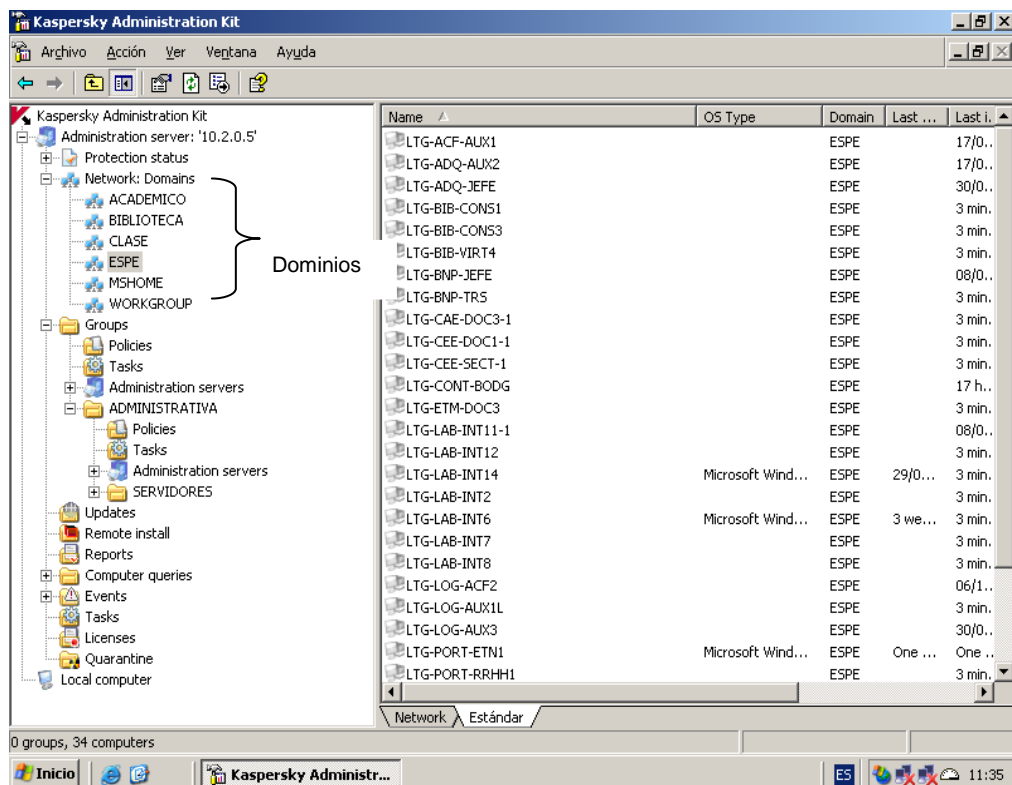 Kaspersky Administration Kit
Archivo Acción Ver Ventana Ayuda
Kaspersky Administration Kit
Administration server: '10.2.0.5'
Protection status
Network: Domains
ACADEMICO
BIBLIOTECA
CLASE
ESPE
MSHOME
WORKGROUP
Groups
Policies
Tasks
Administration servers
ADMINISTRATIVA
Policies
Tasks
Administration servers
SERVIDORES
Updates
Remote install
Reports
Computer queries
Events
Tasks
Licenses
Quarantine
Local computer
Dominios
Name OS Type Domain Last ... Last i.
LTG-ACF-AUX1 ESPE 17/0..
LTG-ADQ-AUX2 ESPE 17/0..
LTG-ADQ-JEFE ESPE 30/0..
LTG-BIB-CONS1 ESPE 3 min.
LTG-BIB-CONS3 ESPE 3 min.
LTG-BIB-VIRT4 ESPE 3 min.
LTG-BNP-JEFE ESPE 08/0..
LTG-BNP-TRS ESPE 3 min.
LTG-CAE-DOC3-1 ESPE 3 min.
LTG-CEE-DOC1-1 ESPE 3 min.
LTG-CEE-SECT-1 ESPE 3 min.
LTG-CONT-BODG ESPE 17 h..
LTG-ETM-DOC3 ESPE 3 min.
LTG-LAB-INT11-1 ESPE 08/0..
LTG-LAB-INT12 ESPE 3 min.
LTG-LAB-INT14 Microsoft Wind... ESPE 29/0... 3 min.
LTG-LAB-INT2 ESPE 3 min.
LTG-LAB-INT6 Microsoft Wind... ESPE 3 we... 3 min.
LTG-LAB-INT7 ESPE 3 min.
LTG-LAB-INT8 ESPE 3 min.
LTG-LOG-ACF2 ESPE 06/1..
LTG-LOG-AUX1L ESPE 3 min.
LTG-LOG-AUX3 ESPE 30/0..
LTG-PORT-ETN1 Microsoft Wind... ESPE One ... One ..
LTG-PORT-RRHH1 ESPE 3 min.
Network Estándar
0 groups, 34 computers
Inicio Kaspersky Administr... ES 11:35